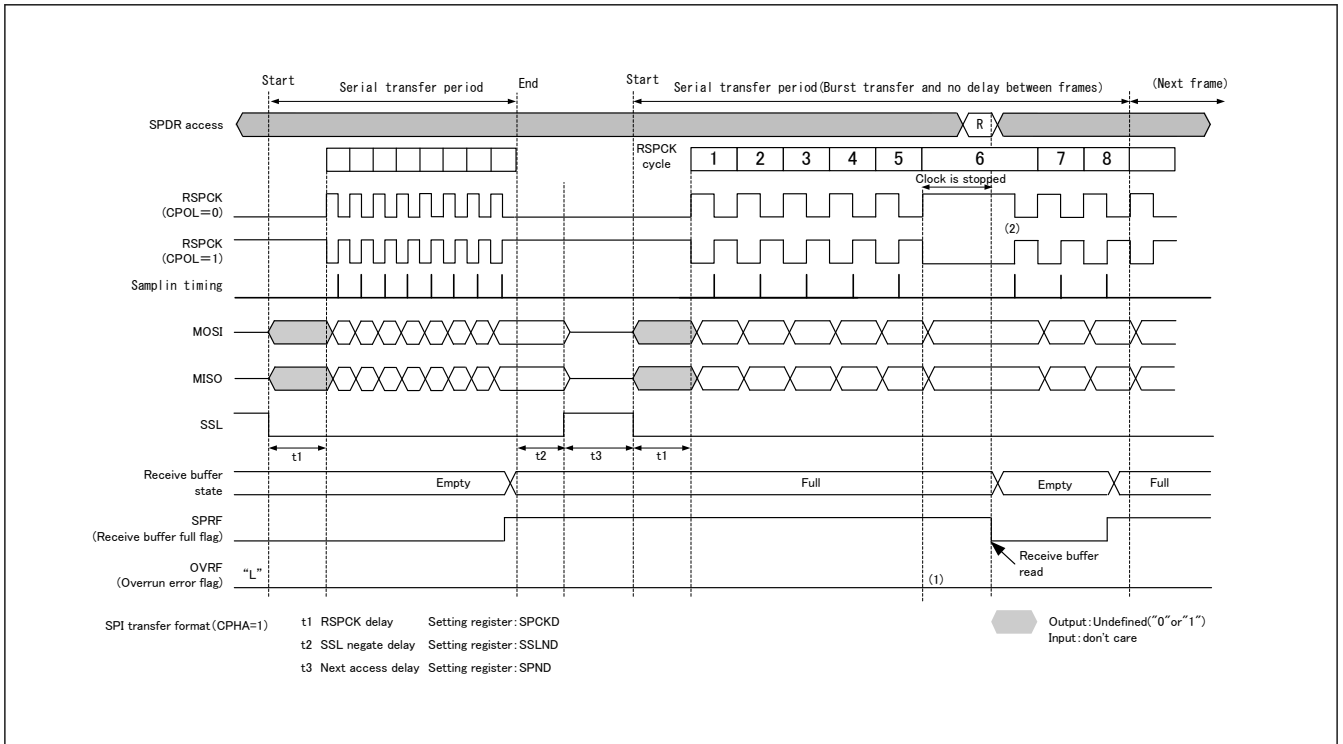 Start
Serial transfer period
End
Start
Serial transfer period(Burst transfer and no delay between frames)
(Next frame)
SPDR access
R
RSPCK
cycle
1 2 3 4 5 6 7 8
Clock is stopped
RSPCK
(CPOL=0)
(2)
RSPCK
(CPOL=1)
Samplin timing
MOSI
MISO
SSL
t1 t2 t3 t1
Receive buffer
state
Empty
Full
Empty
Full
SPRF
(Receive buffer full flag)
Receive buffer
read
OVRF
(Overrun error flag)
“L”
(1)
SPI transfer format(CPHA=1)
t1 RSPCK delay Setting register:SPCKD
t2 SSL negate delay Setting register:SSLND
t3 Next access delay Setting register:SPND
Output:Undefined("0"or"1")
Input:don't care